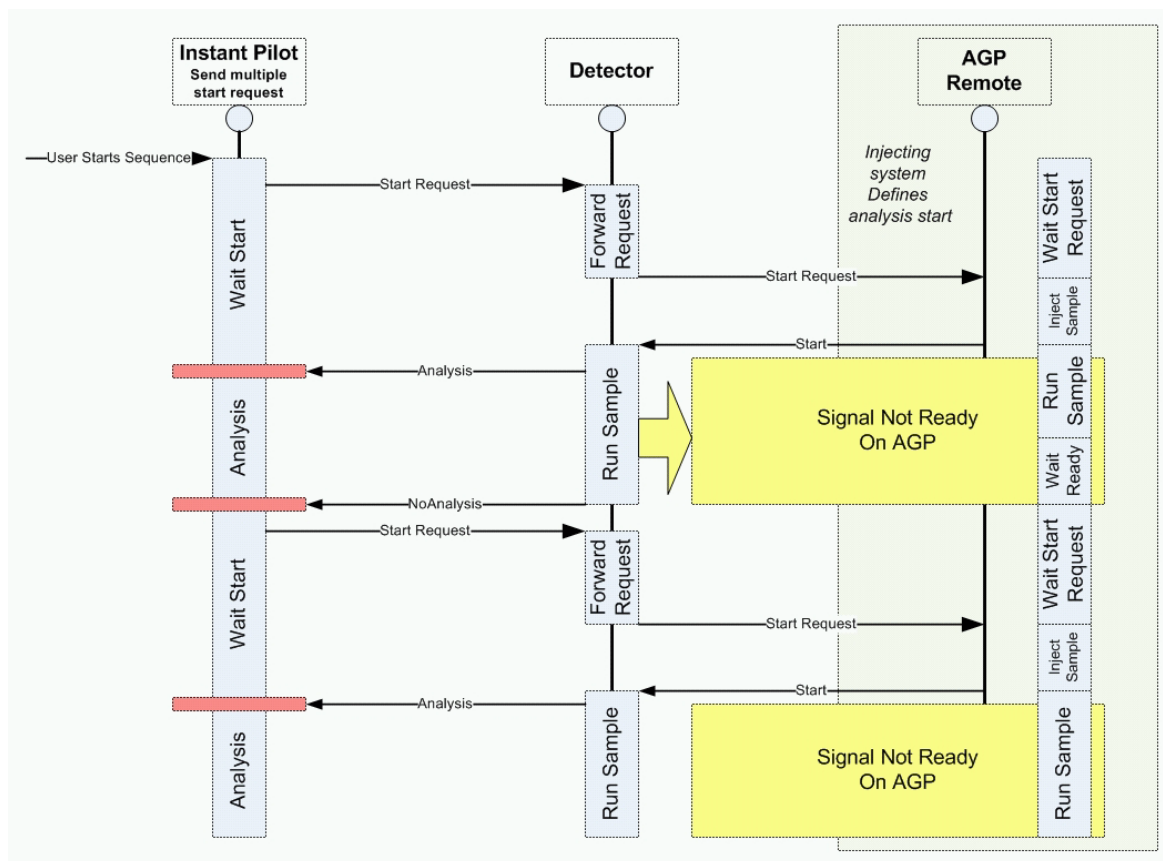 Instant Pilot
Send multiple
start request
Detector
AGP
Remote
Injecting
system
Defines
analysis start
User Starts Sequence
Start Request
Wait Start
Forward
Request
Wait Start
Request
Start Request
Inject
Sample
Start
Analysis
Analysis
Run Sample
Signal Not Ready
On AGP
Run
Sample
Wait
Ready
NoAnalysis
Start Request
Wait Start
Forward
Request
Wait Start
Request
Start Request
Inject
Sample
Start
Analysis
Analysis
Run Sample
Signal Not Ready
On AGP
Run Sample